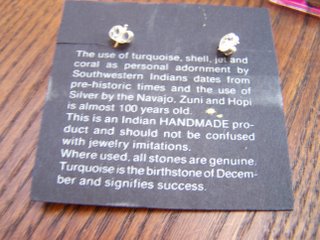 The use of turquoise, shell, jet and
coral as personal adornment by
Southwestern Indians dates from
pre-historic times and the use of
Silver by the Navajo, Zuni and Hopi
is almost 100 years old.
This is an Indian HANDMADE pro-
duct and should not be confused
with jewelry imitations.
Where used, all stones are genuine.
Turquoise is the birthstone of Decem-
ber and signifies success.